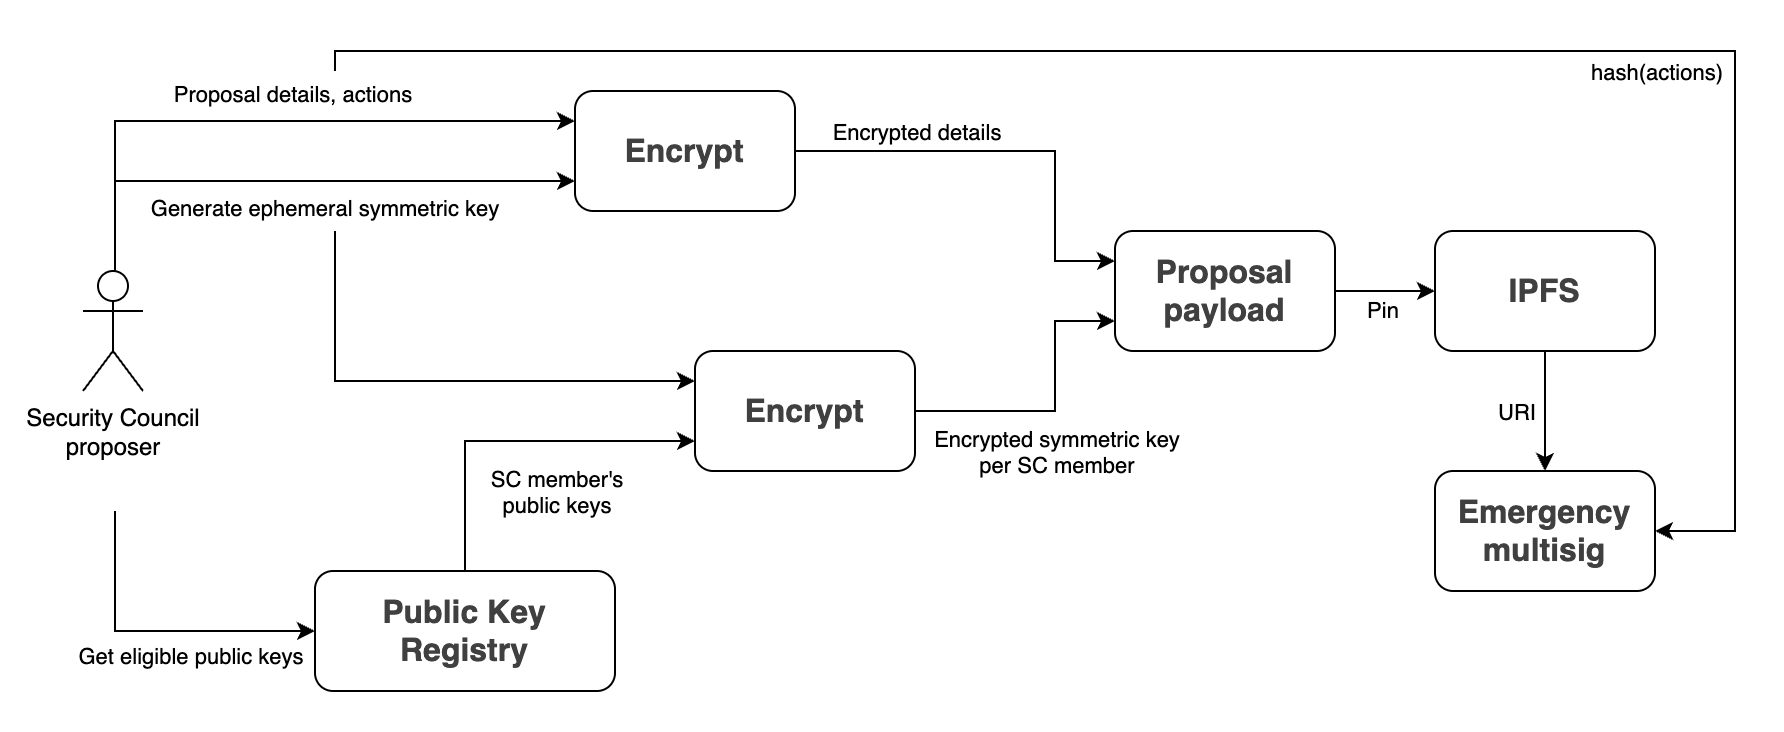 hash(actions)
Proposal details, actions
Encrypt
Encrypted details
Generate ephemeral symmetric key
Proposal
payload
Pin
IPFS
Security Council
proposer
Encrypt
Encrypted symmetric key
per SC member
URI
SC member's
public keys
Emergency
multisig
Public Key
Registry
Get eligible public keys